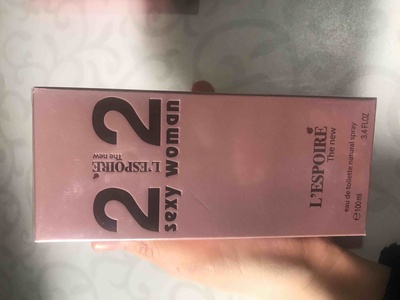 2 2
L'ESPOIRE
The new
sexy woman
L'ESPOIRE
The new
eau de toilette natural spray
e100ml 3.4 FL.OZ